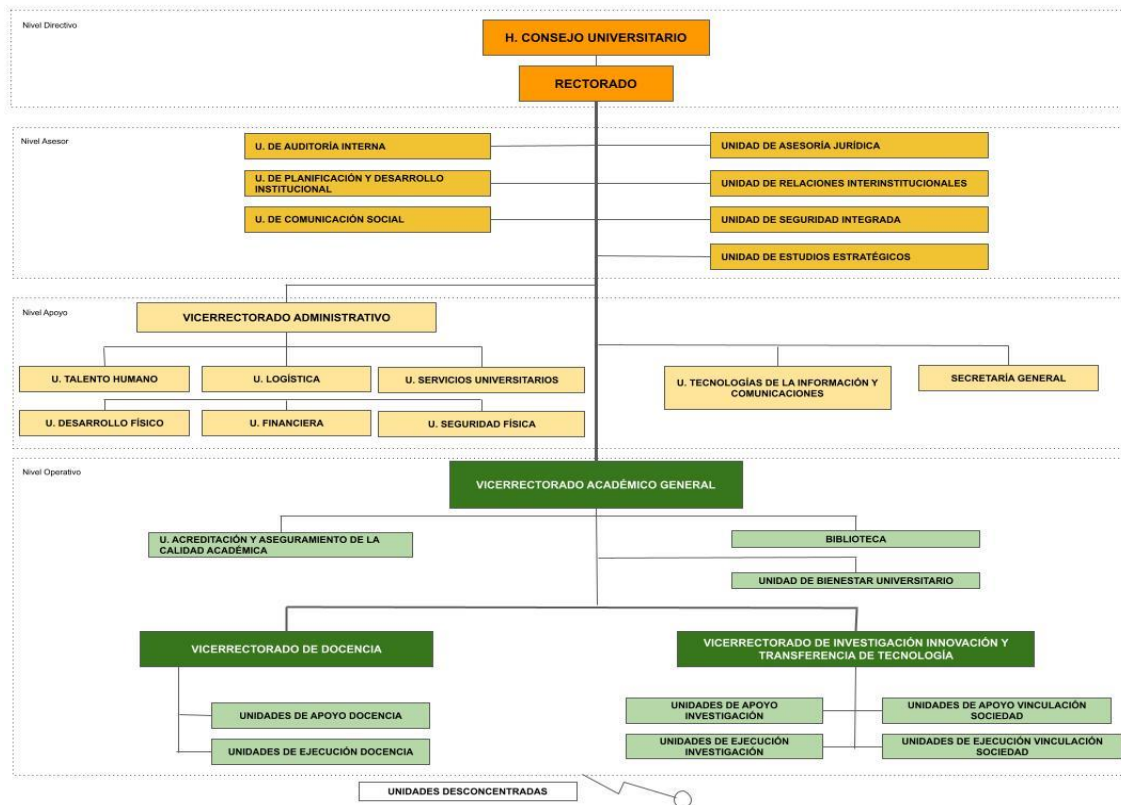 Nivel Directivo
H. CONSEJO UNIVERSITARIO
RECTORADO
Nivel Asesor
U. DE AUDITORÍA INTERNA
UNIDAD DE ASESORÍA JURÍDICA
U. DE PLANIFICACIÓN Y DESARROLLO
INSTITUCIONAL
UNIDAD DE RELACIONES INTERINSTITUCIONALES
U. DE COMUNICACIÓN SOCIAL
UNIDAD DE SEGURIDAD INTEGRADA
UNIDAD DE ESTUDIOS ESTRATÉGICOS
Nivel Apoyo
VICERRECTORADO ADMINISTRATIVO
U. TALENTO HUMANO
U. LOGÍSTICA
U. SERVICIOS UNIVERSITARIOS
U. TECNOLOGÍAS DE LA INFORMACIÓN Y
COMUNICACIONES
SECRETARÍA GENERAL
U. DESARROLLO FÍSICO
U. FINANCIERA
U. SEGURIDAD FÍSICA
Nivel Operativo
VICERRECTORADO ACADÉMICO GENERAL
U. ACREDITACIÓN Y ASEGURAMIENTO DE LA
CALIDAD ACADÉMICA
BIBLIOTECA
UNIDAD DE BIENESTAR UNIVERSITARIO
VICERRECTORADO DE DOCENCIA
VICERRECTORADO DE INVESTIGACIÓN INNOVACIÓN Y
TRANSFERENCIA DE TECNOLOGÍA
UNIDADES DE APOYO DOCENCIA
UNIDADES DE APOYO
INVESTIGACIÓN
UNIDADES DE APOYO VINCULACIÓN
SOCIEDAD
UNIDADES DE EJECUCIÓN DOCENCIA
UNIDADES DE EJECUCIÓN
INVESTIGACIÓN
UNIDADES DE EJECUCIÓN VINCULACIÓN
SOCIEDAD
UNIDADES DESCONCENTRADAS